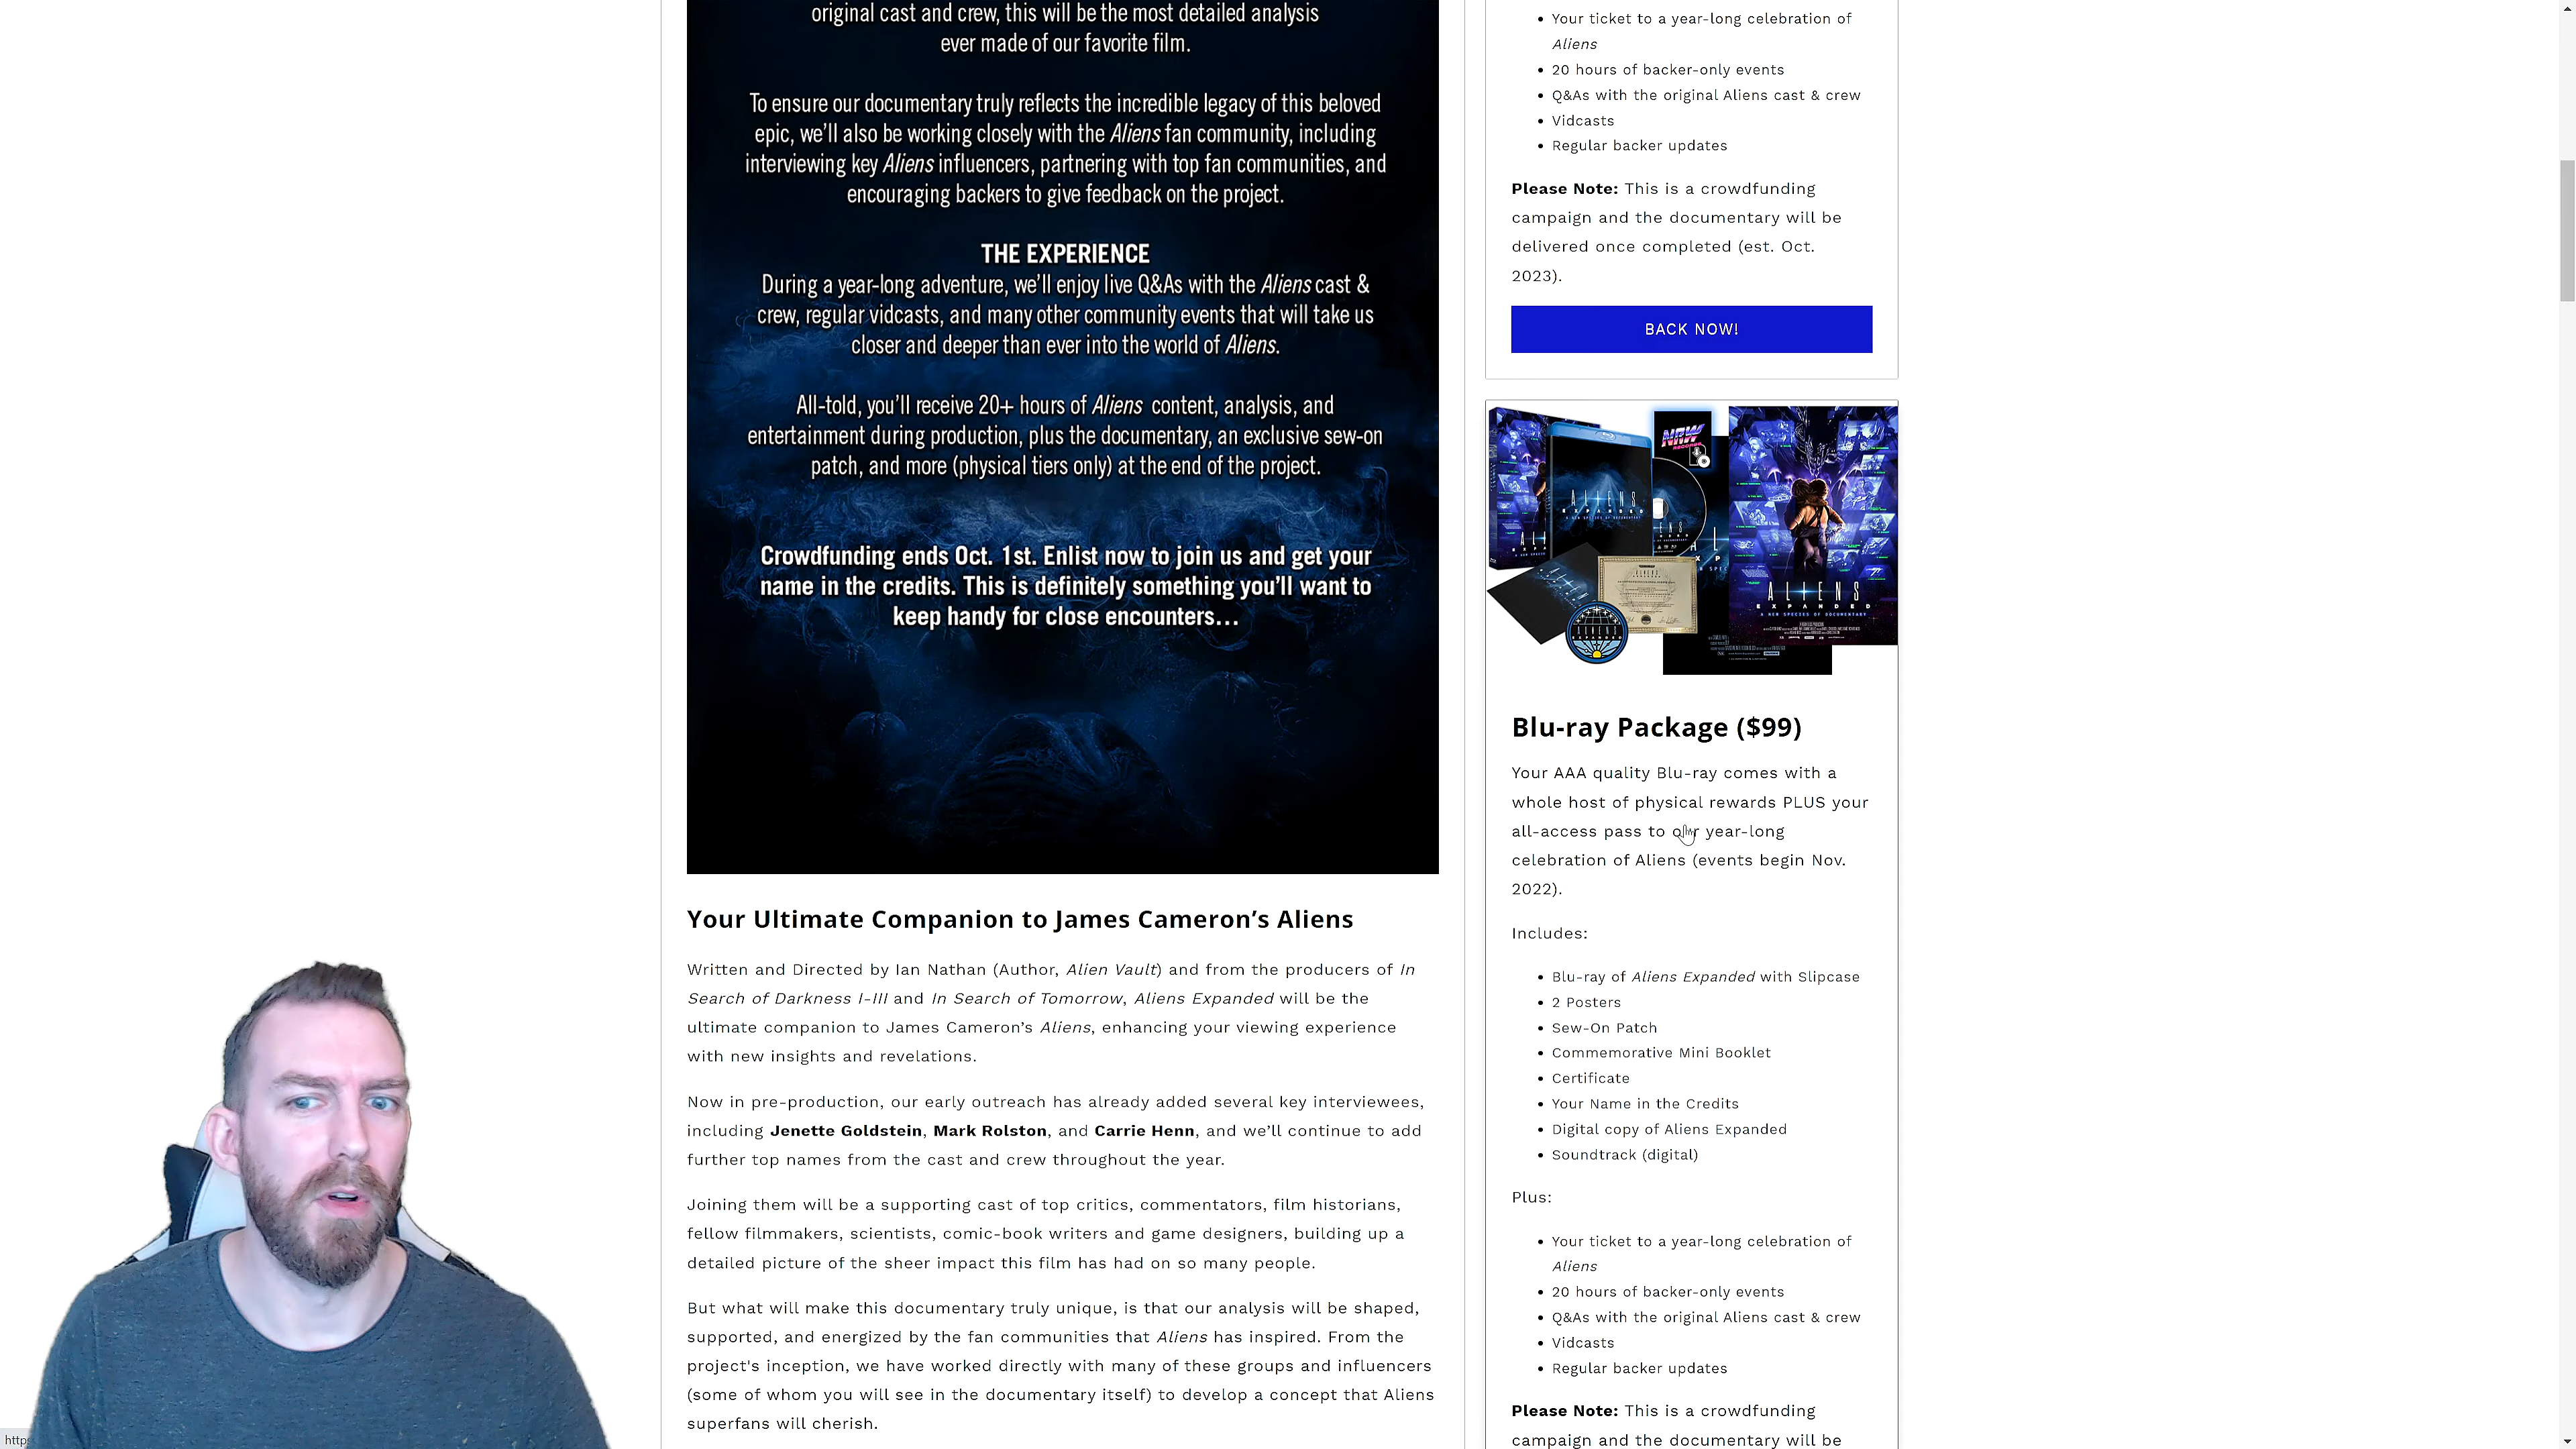 original cast and crew, this will be the most detailed analysis
ever made of our favorite film.
To ensure our documentary truly reflects the incredible legacy of this beloved
epic, we'll also be working closely with the Aliens fan community, including
interviewing key Aliens influencers, partnering with top fan communities, and
encouraging backers to give feedback on the project.
THE EXPERIENCE
During a year-long adventure, we'll enjoy live Q&As with the Aliens cast &
crew, regular vidcasts, and many other community events that will take us
closer and deeper than ever into the world of Aliens.
All-told, you'll receive 20+ hours of Aliens content, analysis, and
entertainment during production, plus the documentary, an exclusive sew-on
patch, and more (physical tiers only) at the end of the project.
Crowdfunding ends Oct. 1st. Enlist now to join us and get your
name in the credits. This is definitely something you'll want to
keep handy for close encounters...
Your Ultimate Companion to James Cameron's Aliens
Written and Directed by Ian Nathan (Author, Alien Vault) and from the producers of In
Search of Darkness I-III and In Search of Tomorrow, Aliens Expanded will be the
ultimate companion to James Cameron's Aliens, enhancing your viewing experience
with new insights and revelations.
Now in pre-production, our early outreach has already added several key interviewees,
including Jenette Goldstein, Mark Rolston, and Carrie Henn, and we'll continue to add
further top names from the cast and crew throughout the year.
Joining them will be a supporting cast of top critics, commentators, film historians,
fellow filmmakers, scientists, comic-book writers and game designers, building up a
detailed picture of the sheer impact this film has had on so many people.
But what will make this documentary truly unique, is that our analysis will be shaped,
supported, and energized by the fan communities that Aliens has inspired. From the
project's inception, we have worked directly with many of these groups and influencers
(some of whom you will see in the documentary itself) to develop a concept that Aliens
superfans will cherish.
Your ticket to a year-long celebration of
Aliens
20 hours of backer-only events
Q&As with the original Aliens cast & crew
Vidcasts
Regular backer updates
Please Note: This is a crowdfunding
campaign and the documentary will be
delivered once completed (est. Oct.
2023).
BACK NOW!
NRW
RECORDS
ALIENS
EXPANDED
ALIENS
EXPANDED
A NEW SPECIES OF DOCUMENTARY
Blu-ray Package ($99)
Your AAA quality Blu-ray comes with a
whole host of physical rewards PLUS your
all-access pass to our year-long
celebration of Aliens (events begin Nov.
2022).
Includes:
Blu-ray of Aliens Expanded with Slipcase
2 Posters
Sew-On Patch
Commemorative Mini Booklet
Certificate
Your Name in the Credits
Digital copy of Aliens Expanded
Soundtrack (digital)
Plus:
Your ticket to a year-long celebration of
Aliens
20 hours of backer-only events
Q&As with the original Aliens cast & crew
Vidcasts
Regular backer updates
Please Note: This is a crowdfunding
campaign and the documentary will be